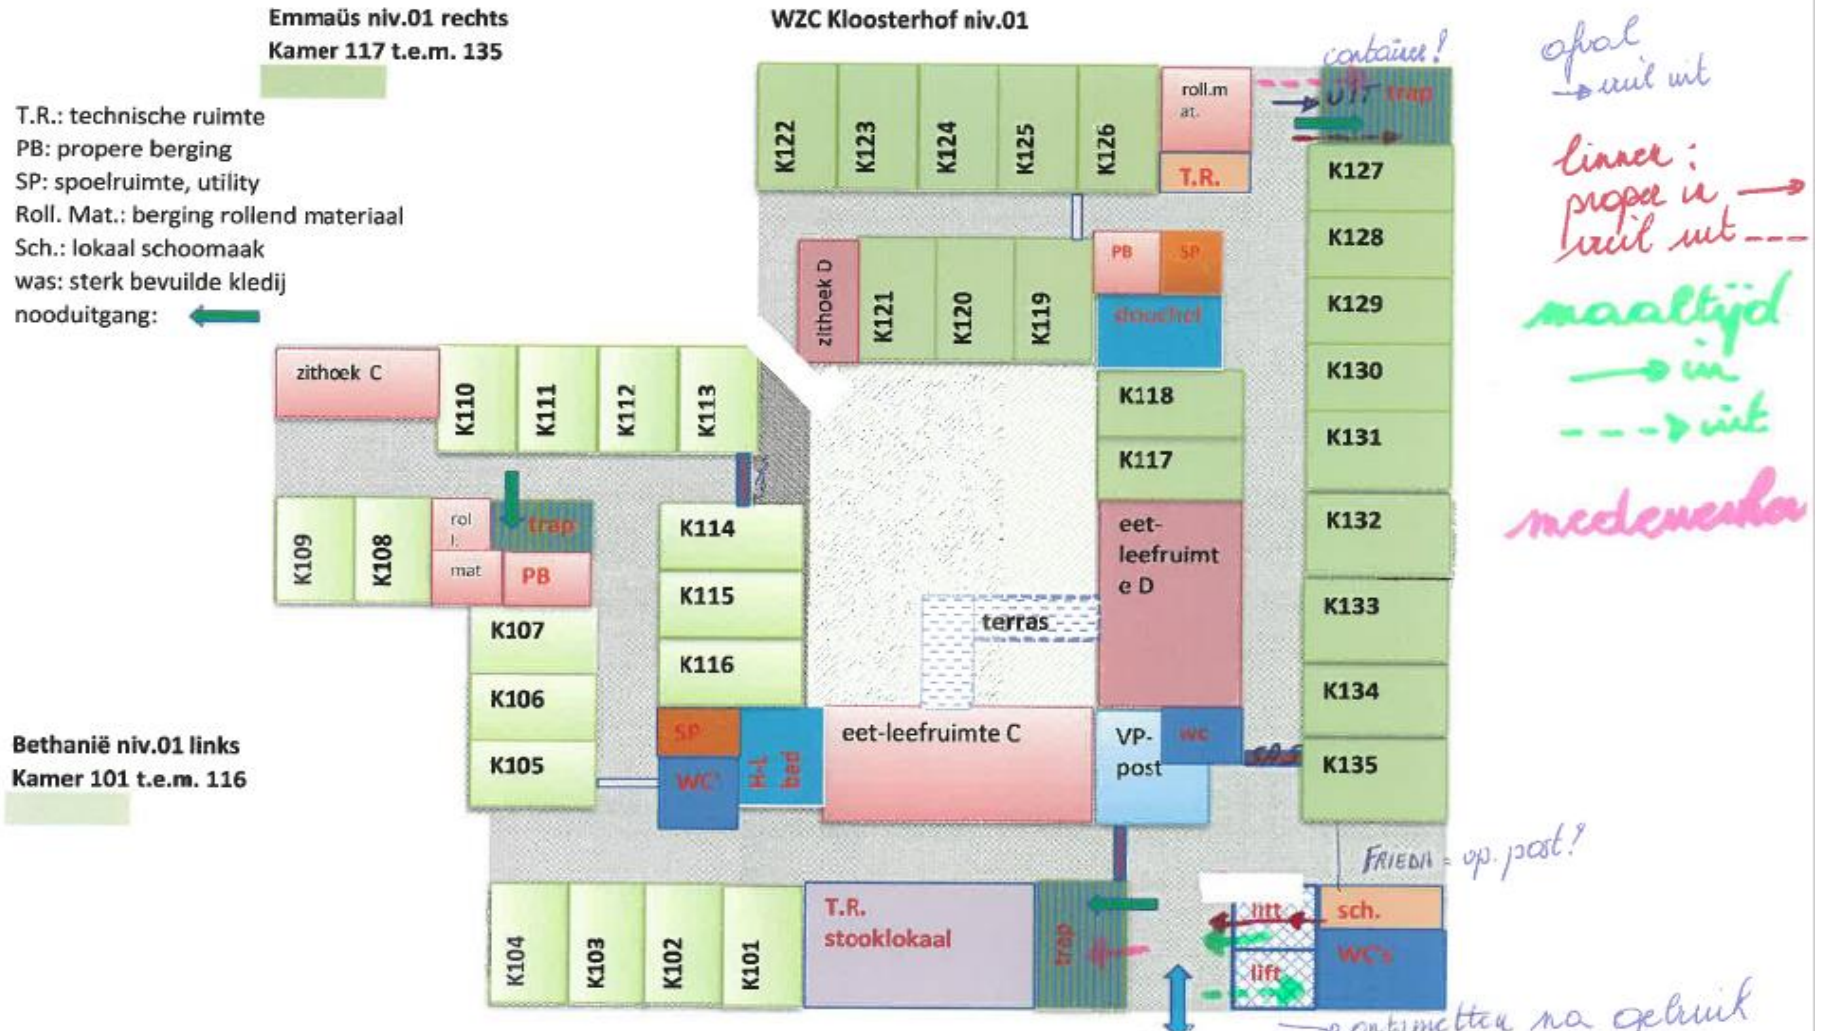 Emmaüs niv.01 rechts
Kamer 117 t.e.m. 135
WZC Kloosterhof niv.01
T.R.: technische ruimte
PB: propere berging
SP: spoelruimte, utility
Roll. Mat.: berging rollend materiaal
Sch.: lokaal schoomaak
was: sterk bevuilde kledij
nooduitgang:
container!
K122
K123
K124
K125
K126
roll.m
at.
T.R.
UIT trap
afval
→ vuil uit
linnen :
proper in →
vuil uit ---
maaltijd
→ in
---→ uit
K127
K128
K129
K130
K131
K132
K133
K134
K135
zithoek D
K121
K120
K119
PB
SP
K118
K117
eet-
leefruimt
e D
terras
zithoek C
K110
K111
K112
K113
K109
K108
rol
l.
mat
trap
PB
K107
K106
K105
K114
K115
K116
SP
WC'
H-L
bad
eet-leefruimte C
VP-
post
wc
Bethanië niv.01 links
Kamer 101 t.e.m. 116
K104
K103
K102
K101
T.R.
stooklokaal
trap
lift
lift
sch.
WC's
= op. post!
na gebruik